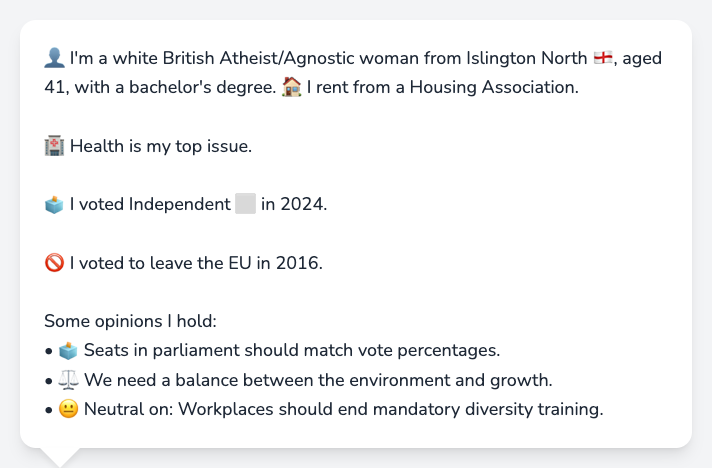 👤 I'm a white British Atheist/Agnostic woman from Islington North 🏴󠁧󠁢󠁥󠁮󠁧󠁿, aged
41, with a bachelor's degree. 🏠 I rent from a Housing Association.
🏥 Health is my top issue.
🗳️ I voted Independent ⬜ in 2024.
🚫 I voted to leave the EU in 2016.
Some opinions I hold:
• 🗳️ Seats in parliament should match vote percentages.
• ⚖️ We need a balance between the environment and growth.
• 😐 Neutral on: Workplaces should end mandatory diversity training.